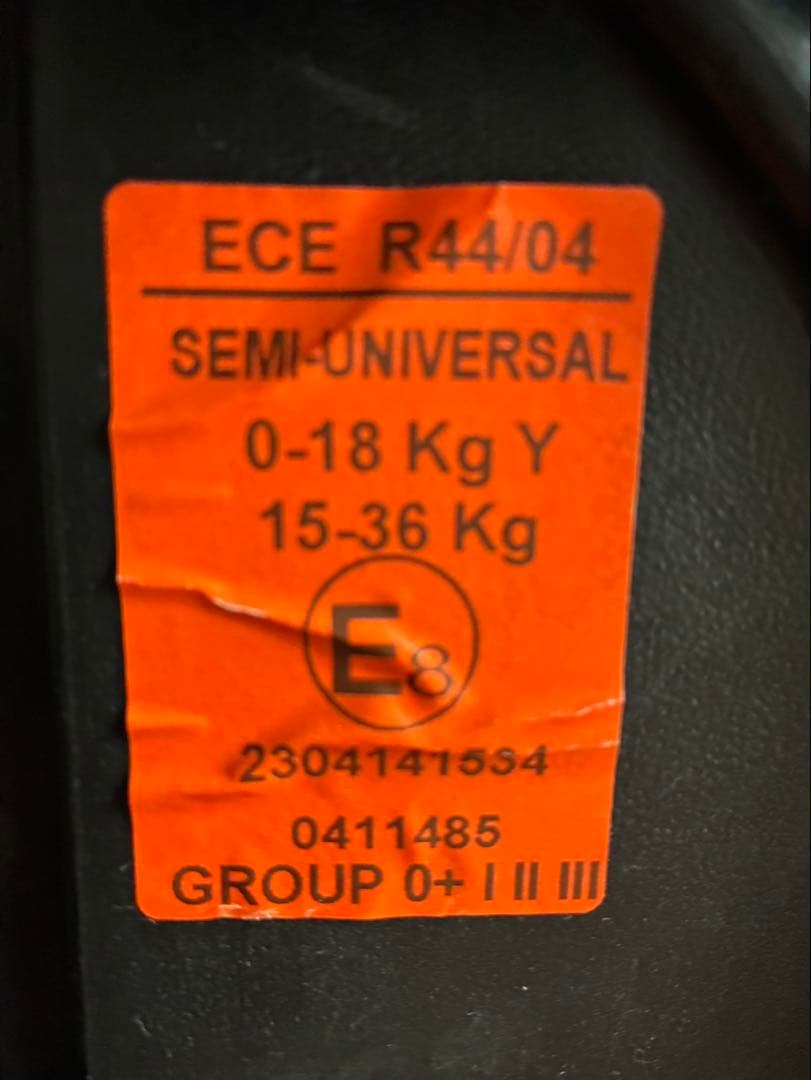 ECE R44/04
SEMI-UNIVERSAL
0-18 Kg Y
15-36 Kg
E8
0411485
GROUP 0+ I II III